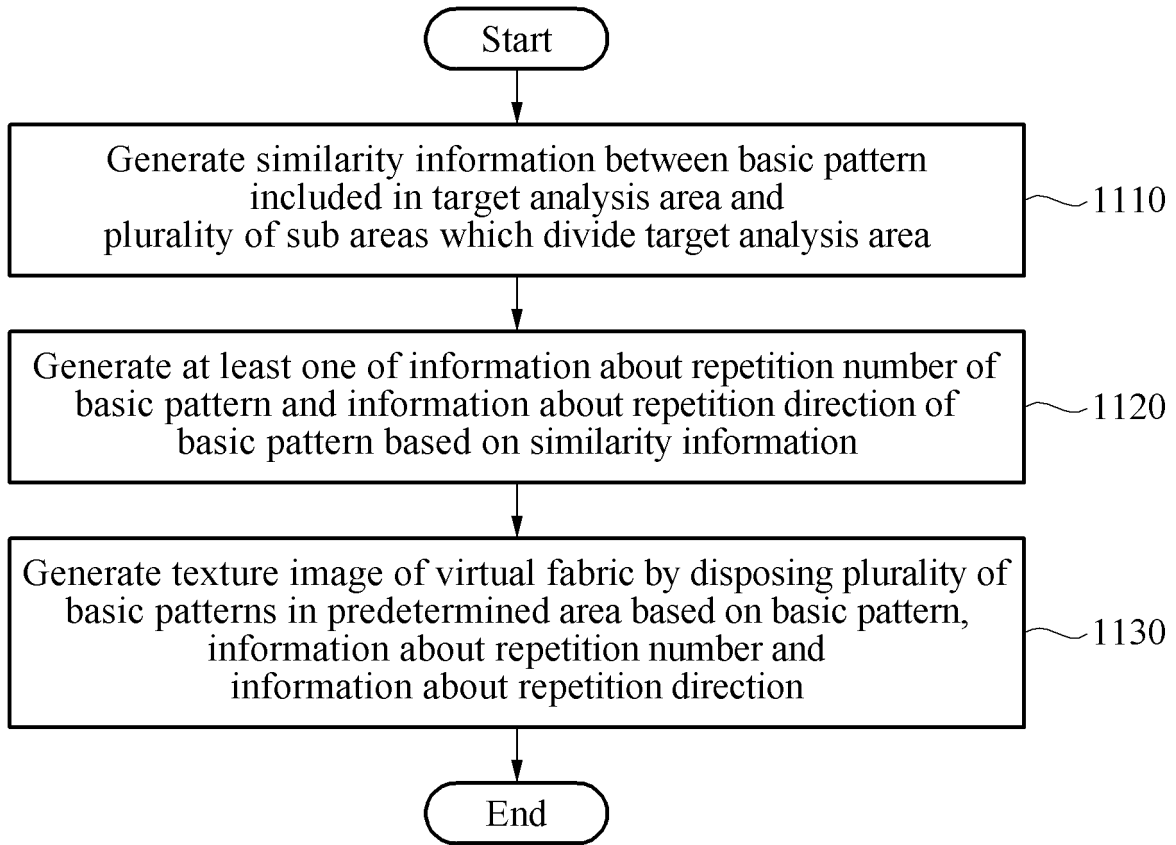 Start
Generate similarity information between basic pattern
included in target analysis area and
plurality of sub areas which divide target analysis area
1110
Generate at least one of information about repetition number of
basic pattern and information about repetition direction of
basic pattern based on similarity information
1120
Generate texture image of virtual fabric by disposing plurality of
basic patterns in predetermined area based on basic pattern,
information about repetition number and
information about repetition direction
1130
End